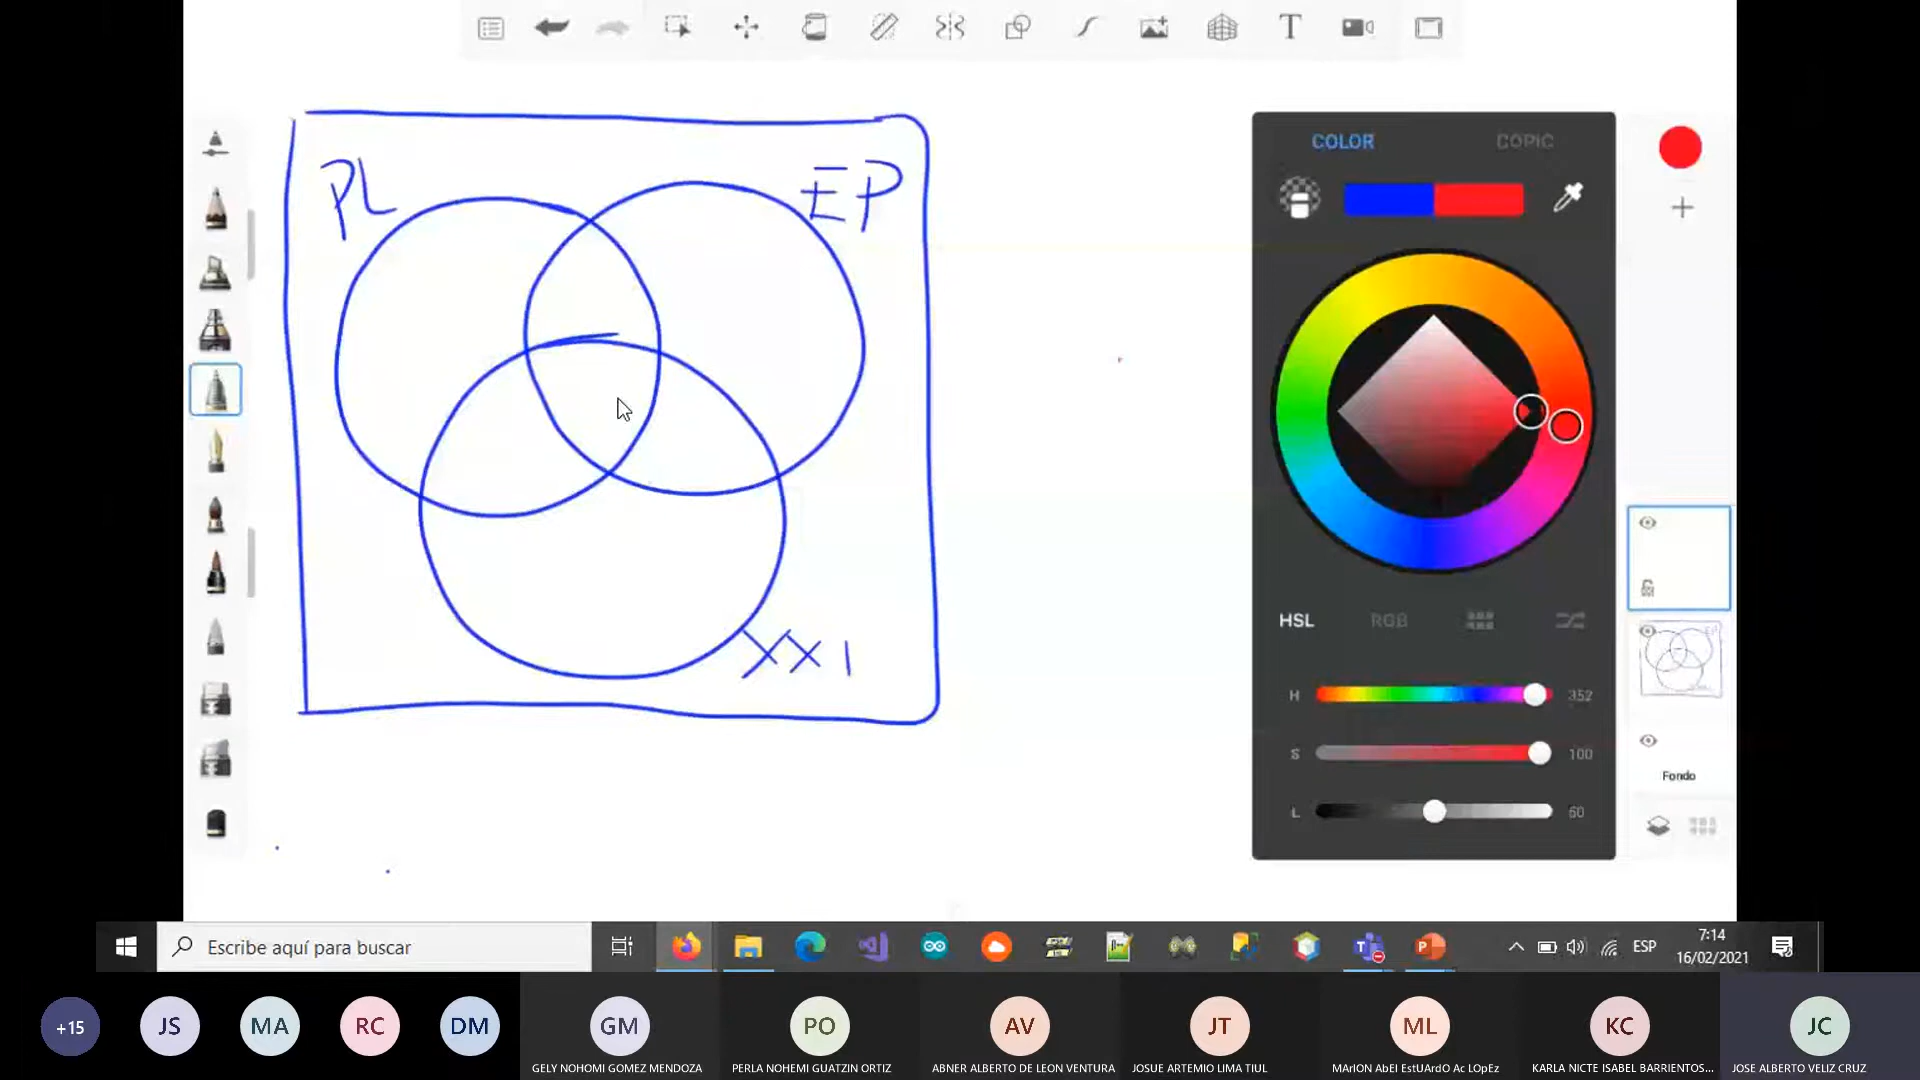 T
COLOR COPIC
PL
EP
HSL RGB
XX1
H 352
S 100
Fondo
L 60
Escribe aquí para buscar
ESP
7:14
16/02/2021
+15 JS MA RC DM GM PO AV JT ML KC JC
GELY NOHOMI GOMEZ MENDOZA PERLA NOHEMI GUATZIN ORTIZ ABNER ALBERTO DE LEON VENTURA JOSUE ARTEMIO LIMA TIUL MArION AbEl EstUArdO Ac LOpEz KARLA NICTE ISABEL BARRIENTOS... JOSE ALBERTO VELIZ CRUZ